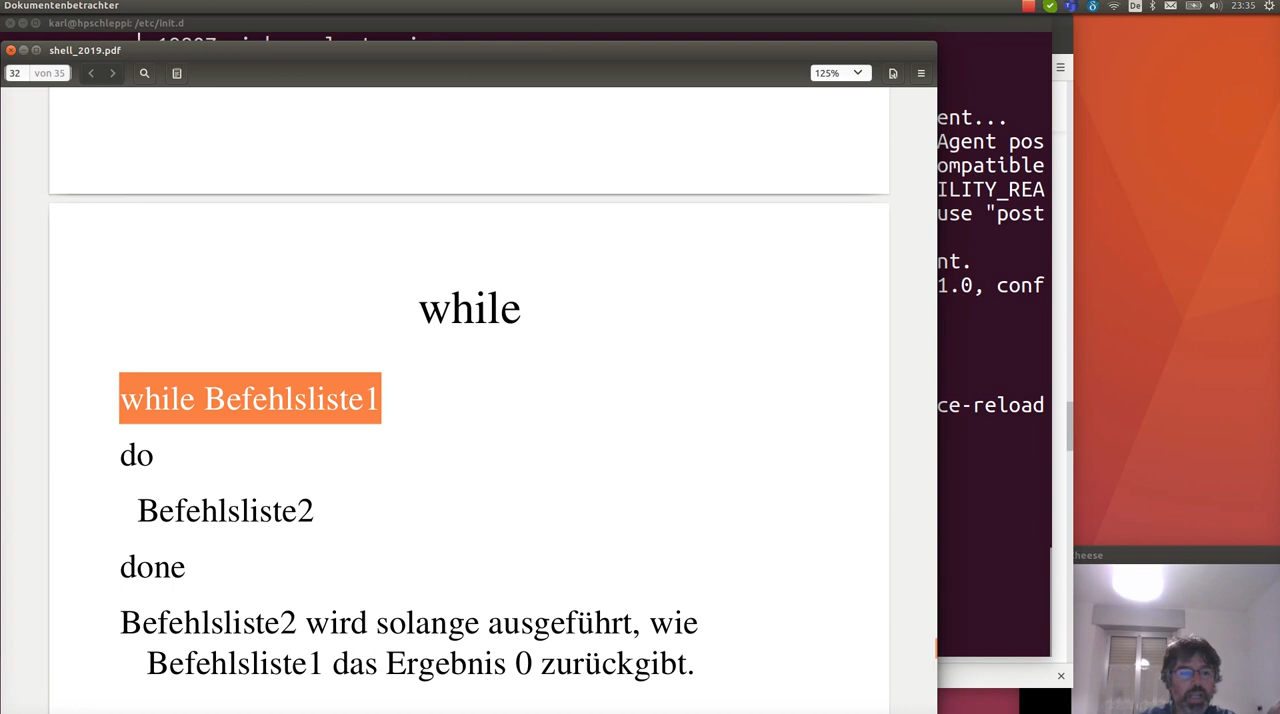 Dokumentenbetrachter
De
23:35
karl@hpschleppi: /etc/init.d
shell_2019.pdf
32 von 35
125%
while
while Befehlsliste1
do
Befehlsliste2
done
Befehlsliste2 wird solange ausgeführt, wie
Befehlsliste1 das Ergebnis 0 zurückgibt.
ent...
Agent pos
ompatible
ILITY_REA
use "post
nt.
1.0, conf
ce-reload
heese